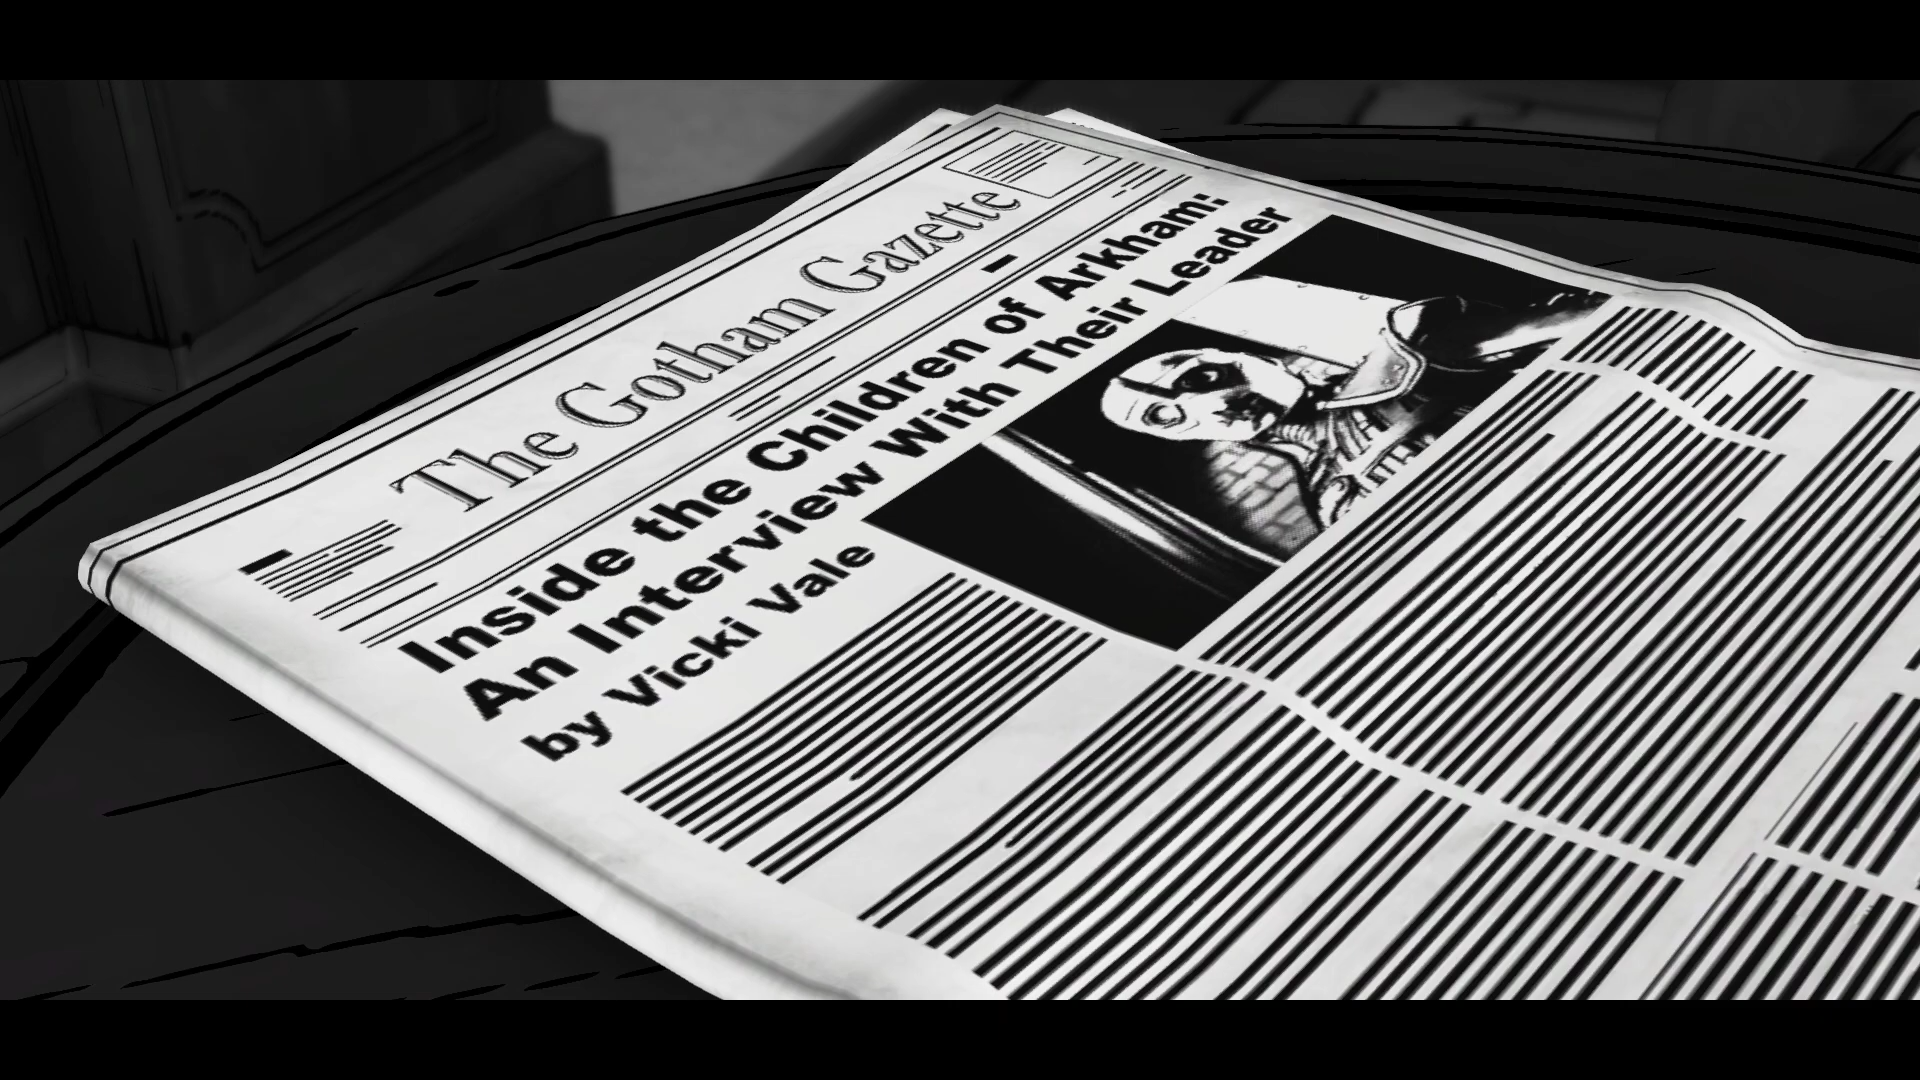 The Gotham Gazette
Inside the Children of Arkham:
An Interview With Their Leader
by Vicki Vale